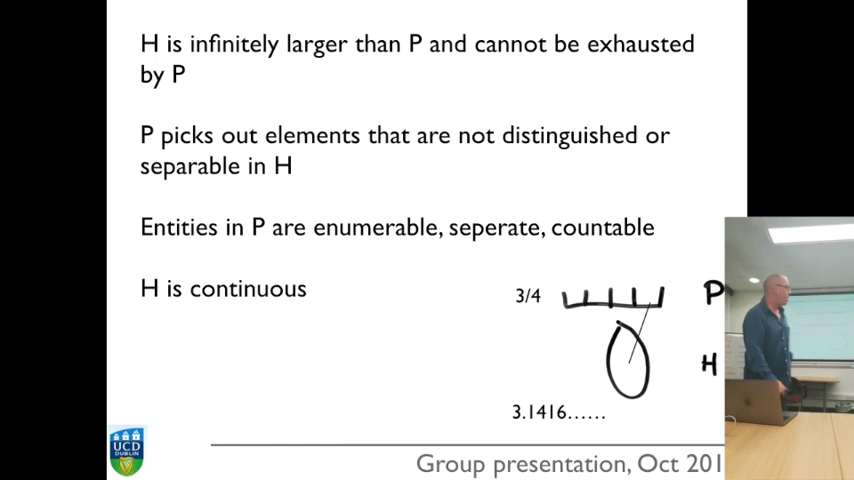 H is infinitely larger than P and cannot be exhausted
by P
P picks out elements that are not distinguished or
separable in H
Entities in P are enumerable, seperate, countable
H is continuous
3/4
P
H
3.1416......
UCD
DUBLIN
Group presentation, Oct 201